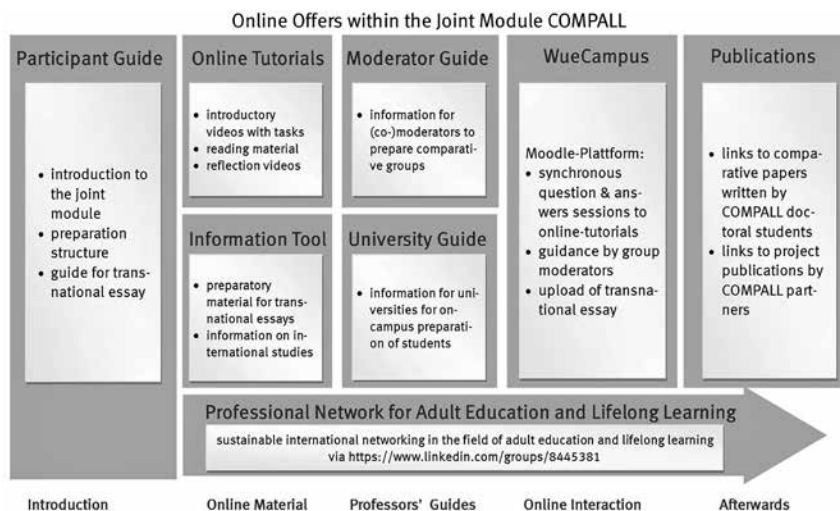 Online Offers within the Joint Module COMPALL
Participant Guide
• introduction to
the joint
module
• preparation
structure
• guide for trans-
national essay
Online Tutorials
• introductory
videos with tasks
• reading material
• reflection videos
Information Tool
• preparatory
material for trans-
national essays
• information on in-
ternational studies
Moderator Guide
• information for
(co-)moderators to
prepare compara-
tive groups
University Guide
• information for uni-
versities for on-
campus preparation
of students
WueCampus
Moodle-Plattform:
• synchronous
question & ans-
wers sessions to
online-tutorials
• guidance by group
moderators
• upload of transna-
tional essay
Publications
• links to compa-
rative papers
written by
COMPALL doc-
toral students
• links to project
publications by
COMPALL part-
ners
Professional Network for Adult Education and Lifelong Learning
sustainable international networking in the field of adult education and lifelong learning
via https://www.linkedin.com/groups/8445381
Introduction
Online Material
Professors' Guides
Online Interaction
Afterwards